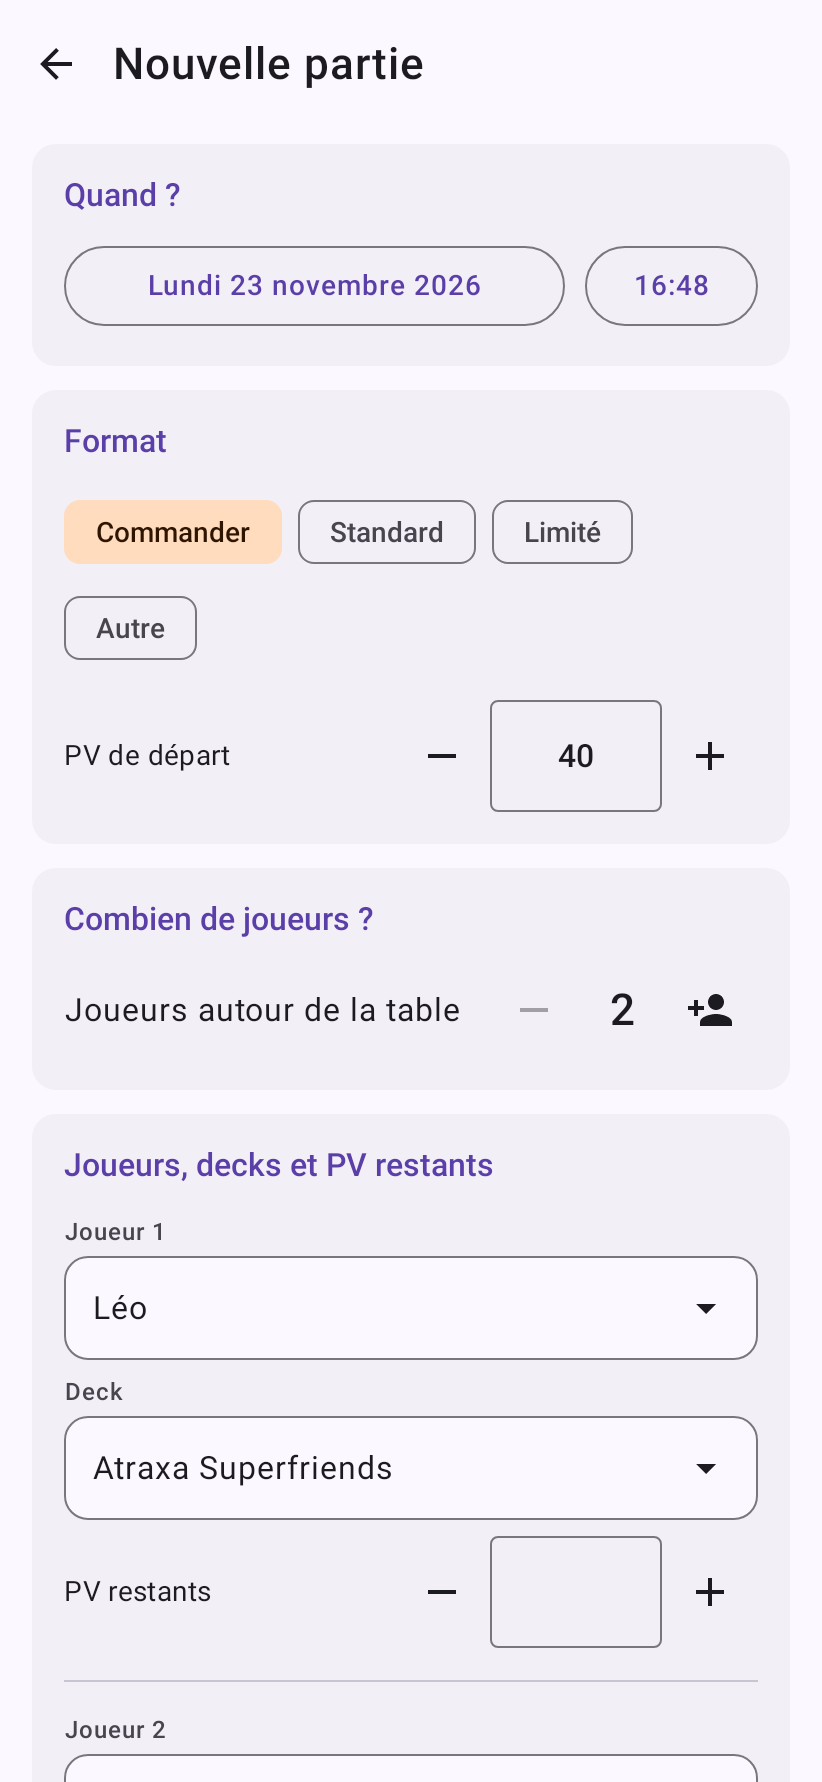 Nouvelle partie
Quand ?
Lundi 23 novembre 2026
16:48
Format
Commander
Standard
Limité
Autre
PV de départ
40
Combien de joueurs ?
Joueurs autour de la table
2
Joueurs, decks et PV restants
Joueur 1
Léo
Deck
Atraxa Superfriends
PV restants
Joueur 2